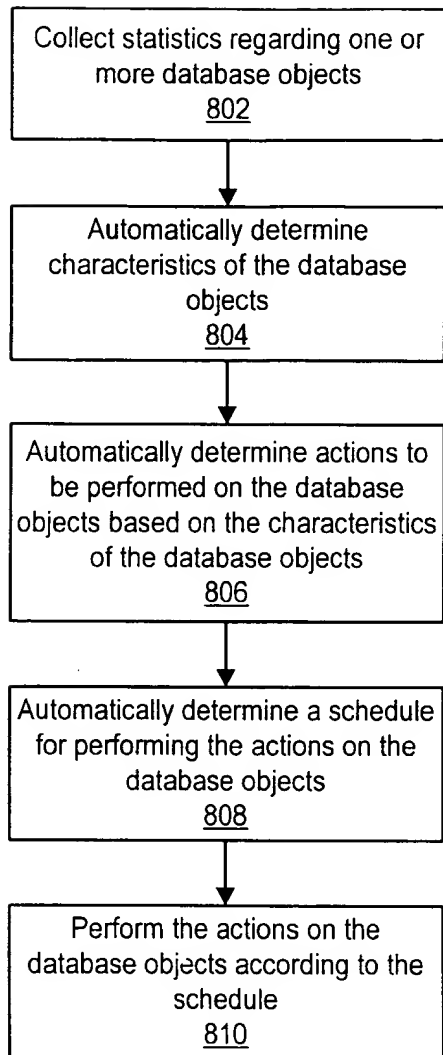 Collect statistics regarding one or
more database objects
802
Automatically determine
characteristics of the database
objects
804
Automatically determine actions to
be performed on the database
objects based on the characteristics
of the database objects
806
Automatically determine a schedule
for performing the actions on the
database objects
808
Perform the actions on the
database objects according to the
schedule
810